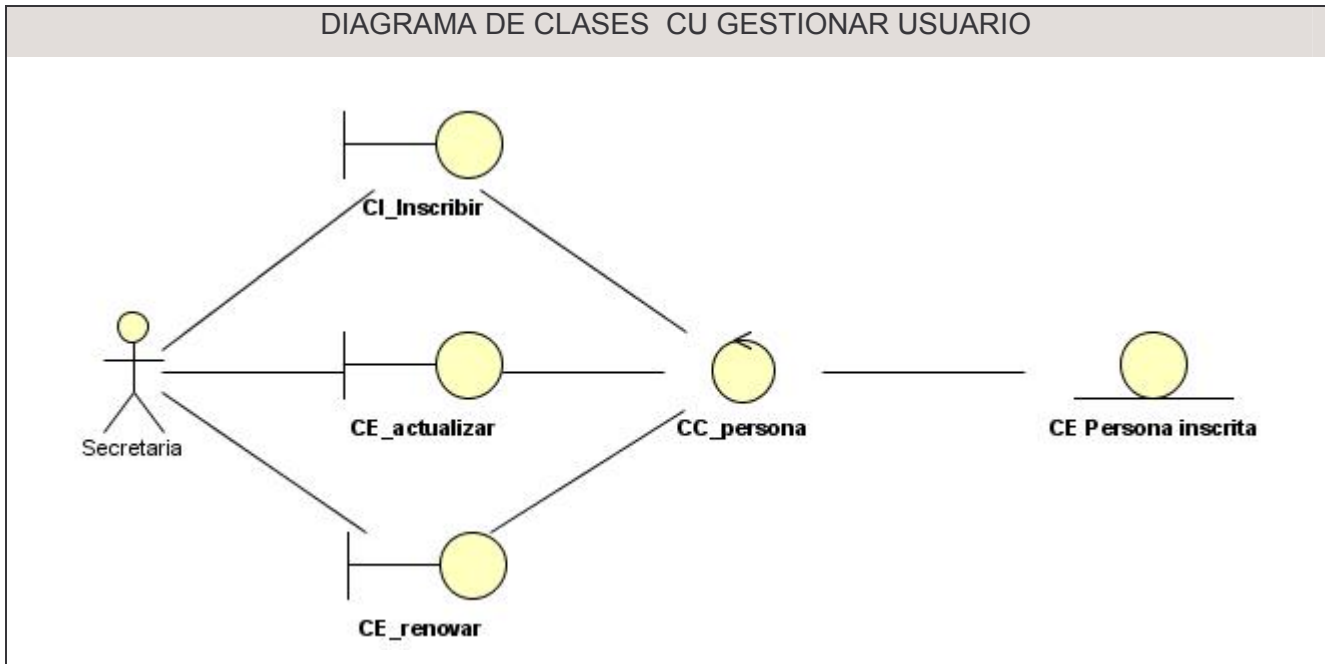 DIAGRAMA DE CLASES CU GESTIONAR USUARIO
CI_Inscribir
CE_actualizar
CC_persona
CE Persona inscrita
Secretaria
CE_renovar